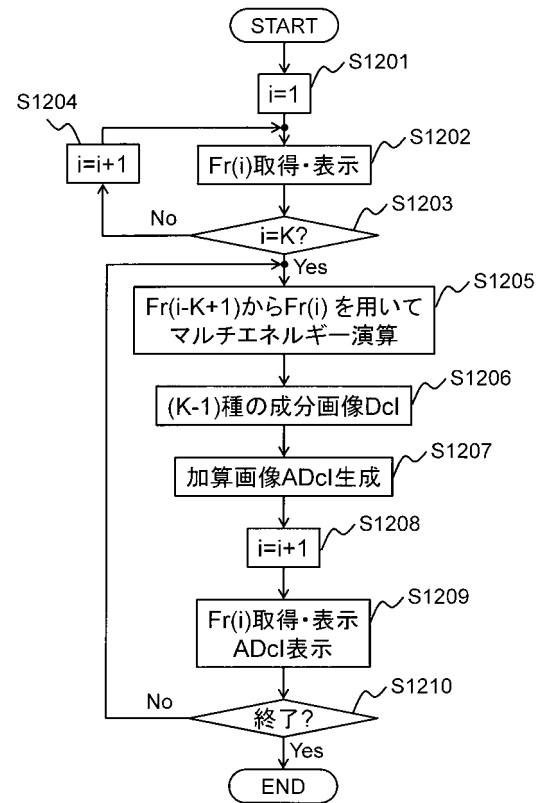 START
S1201
i=1
S1204
i=i+1
S1202
Fr(i)取得・表示
S1203
No
i=K?
Yes
S1205
Fr(i-K+1)からFr(i) を用いて
マルチエネルギー演算
S1206
(K-1)種の成分画像DcI
S1207
加算画像ADcI生成
S1208
i=i+1
S1209
Fr(i)取得・表示
ADcI表示
S1210
No
終了?
Yes
END